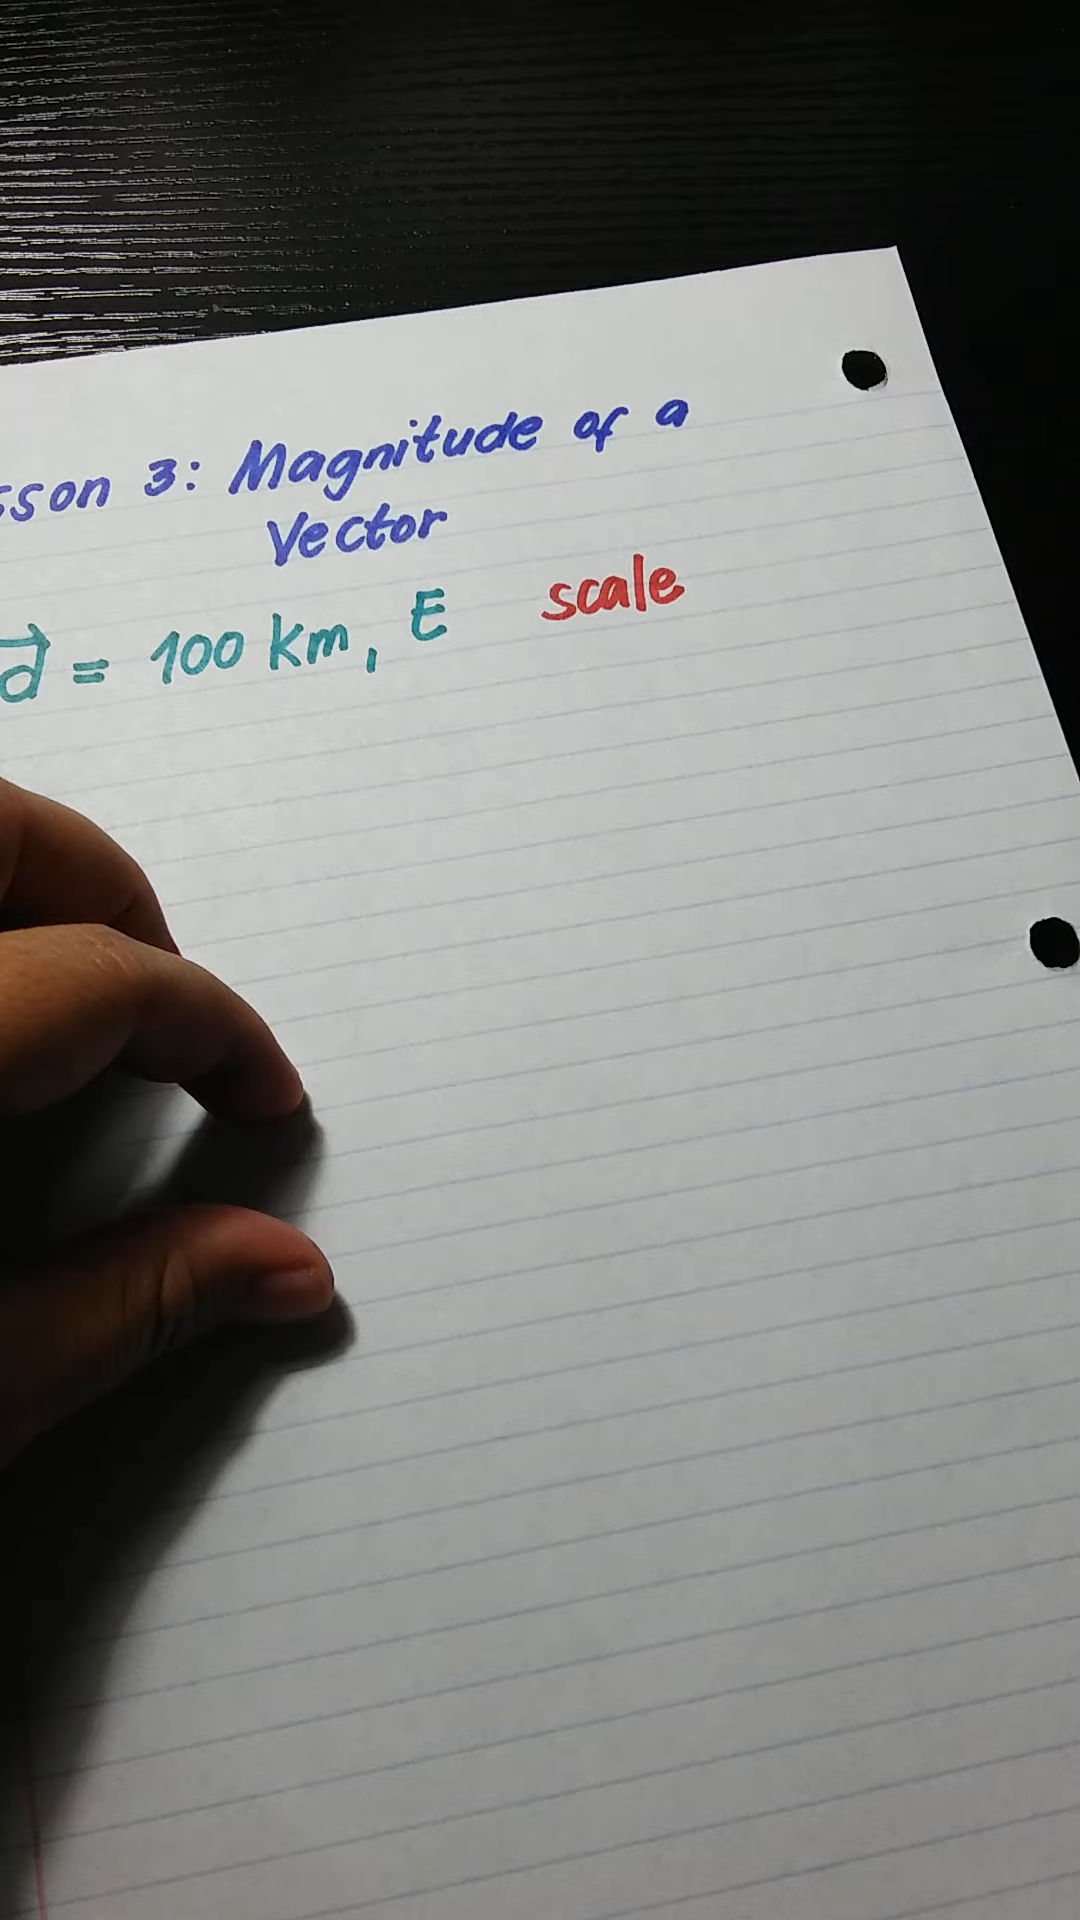 sson 3: Magnitude of a
Vector
d⃗ = 100 km, E scale